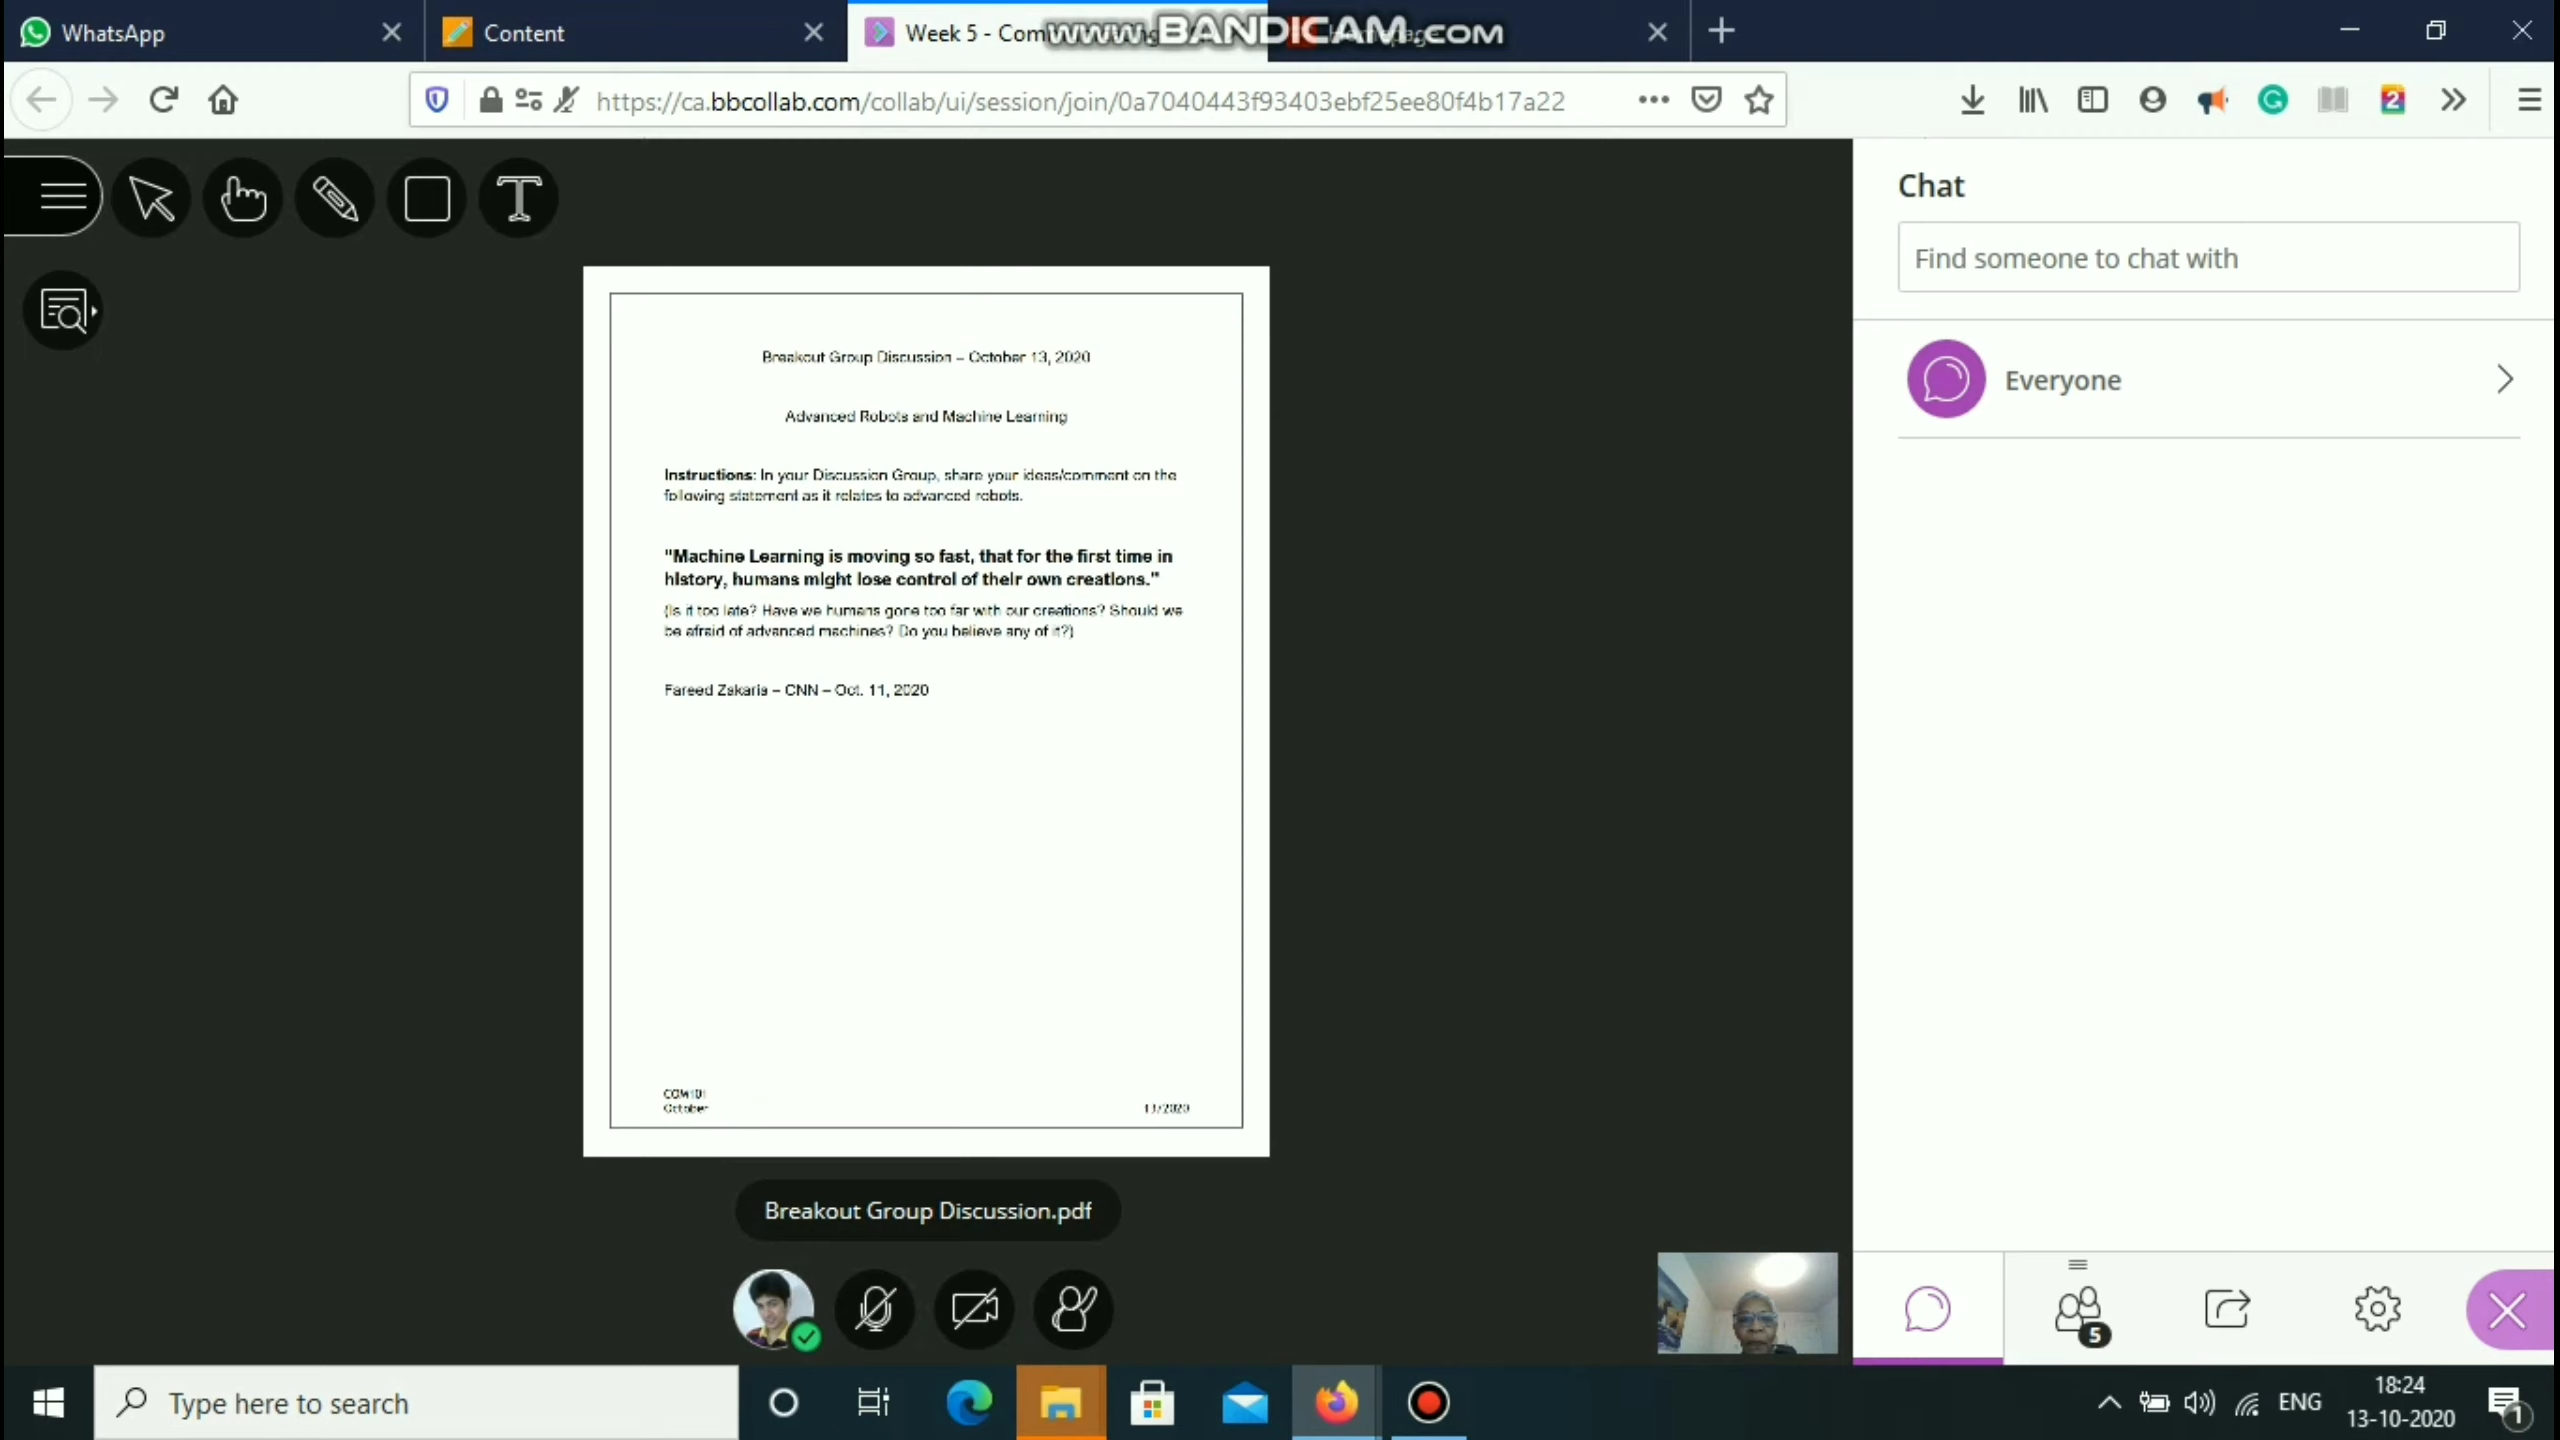 WhatsApp
Content
Week 5 - Com
www.BANDICAM.com
https://ca.bbcollab.com/collab/ui/session/join/0a7040443f93403ebf25ee80f4b17a22
2
Chat
Find someone to chat with
Everyone
Breakout Group Discussion – October 13, 2020
Advanced Robots and Machine Learning
Instructions: In your Discussion Group, share your ideas/comment on the
following statement as it relates to advanced robots.
"Machine Learning is moving so fast, that for the first time in
history, humans might lose control of their own creations."
(Is it too late? Have we humans gone too far with our creations? Should we
be afraid of advanced machines? Do you believe any of it?)
Fareed Zakaria – CNN – Oct. 11, 2020
COM101
October
13/2020
Breakout Group Discussion.pdf
5
Type here to search
ENG
18:24
13-10-2020
1